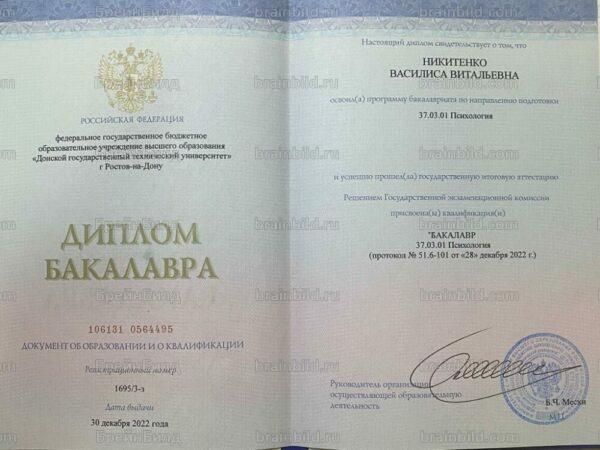 РОССИЙСКАЯ ФЕДЕРАЦИЯ
федеральное государственное бюджетное
образовательное учреждение высшего образования
«Донской государственный технический университет»
г Ростов-на-Дону
ДИПЛОМ
БАКАЛАВРА
106131 0564495
ДОКУМЕНТ ОБ ОБРАЗОВАНИИ И О КВАЛИФИКАЦИИ
Регистрационный номер
1695/3-з
Дата выдачи
30 декабря 2022 года
Настоящий диплом свидетельствует о том, что
НИКИТЕНКО
ВАСИЛИСА ВИТАЛЬЕВНА
освоил(а) программу бакалавриата по направлению подготовки
37.03.01 Психология
и успешно прошел(ла) государственную итоговую аттестацию
Решением Государственной экзаменационной комиссии
присвоена(ы) квалификация(и)
"БАКАЛАВР
37.03.01 Психология
(протокол № 51.6-101 от «28» декабря 2022 г.)
Руководитель организации,
осуществляющей образовательную
деятельность
Б.Ч. Месхи
М.П.
БрейнБилд
brainbild.ru